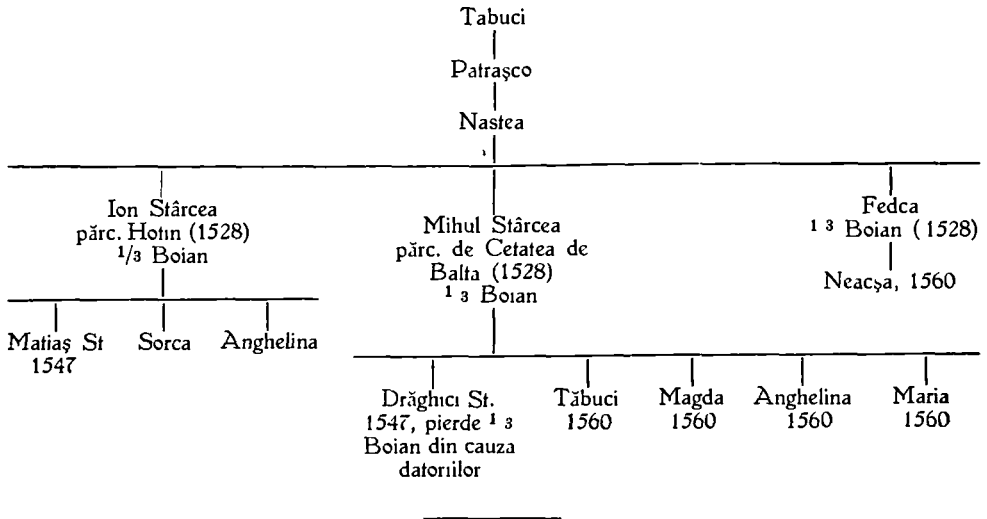 Tabuci
Patrașco
Nastea
Ion Stârcea
părc. Hotin (1528)
1/3 Boian
Mihul Stârcea
părc. de Cetatea de
Balta (1528)
1 3 Boian
Fedca
1 3 Boian (1528)
Neacșa, 1560
Matiaș St
1547
Sorca
Anghelina
Drăghici St.
1547, pierde 1 3
Boian din cauza
datoriilor
Tăbuci
1560
Magda
1560
Anghelina
1560
Maria
1560